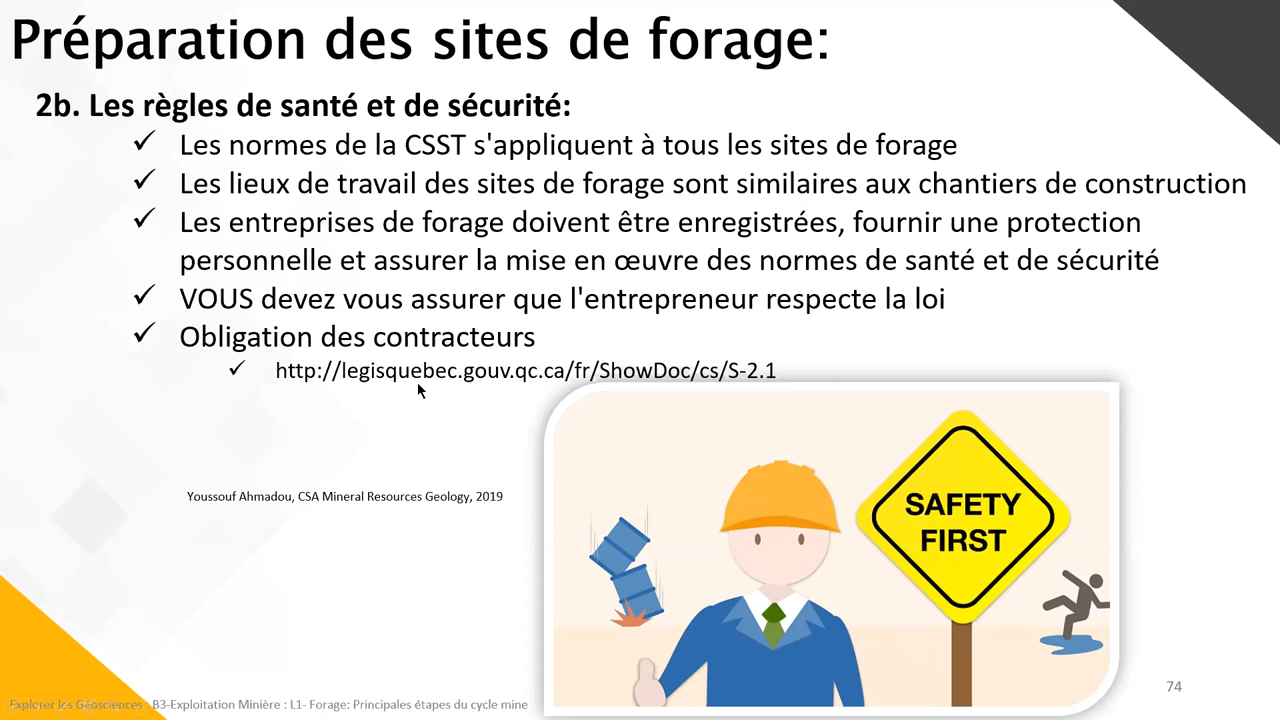 Préparation des sites de forage:
2b. Les règles de santé et de sécurité:
✓ Les normes de la CSST s'appliquent à tous les sites de forage
✓ Les lieux de travail des sites de forage sont similaires aux chantiers de construction
✓ Les entreprises de forage doivent être enregistrées, fournir une protection
personnelle et assurer la mise en œuvre des normes de santé et de sécurité
✓ VOUS devez vous assurer que l'entrepreneur respecte la loi
✓ Obligation des contracteurs
✓ http://legisquebec.gouv.qc.ca/fr/ShowDoc/cs/S-2.1
Youssouf Ahmadou, CSA Mineral Resources Geology, 2019
SAFETY
FIRST
74
Explorer les Géosciences : B3-Exploitation Minière : L1- Forage: Principales étapes du cycle mine